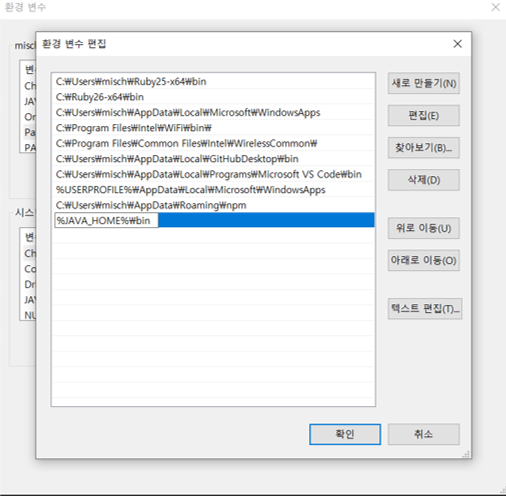 환경 변수
환경 변수 편집
misch
변
Ch
JA
Or
Pa
PA
시스
변
Ch
Co
Dr
JA
NU
C:₩Users₩misch₩Ruby25-x64₩bin
C:₩Ruby26-x64₩bin
C:₩Users₩misch₩AppData₩Local₩Microsoft₩WindowsApps
C:₩Program Files₩Intel₩WiFi₩bin₩
C:₩Program Files₩Common Files₩Intel₩WirelessCommon₩
C:₩Users₩misch₩AppData₩Local₩GitHubDesktop₩bin
C:₩Users₩misch₩AppData₩Local₩Programs₩Microsoft VS Code₩bin
%USERPROFILE%₩AppData₩Local₩Microsoft₩WindowsApps
C:₩Users₩misch₩AppData₩Roaming₩npm
%JAVA_HOME%₩bin
새로 만들기(N)
편집(E)
찾아보기(B)...
삭제(D)
위로 이동(U)
아래로 이동(O)
텍스트 편집(T)...
확인
취소